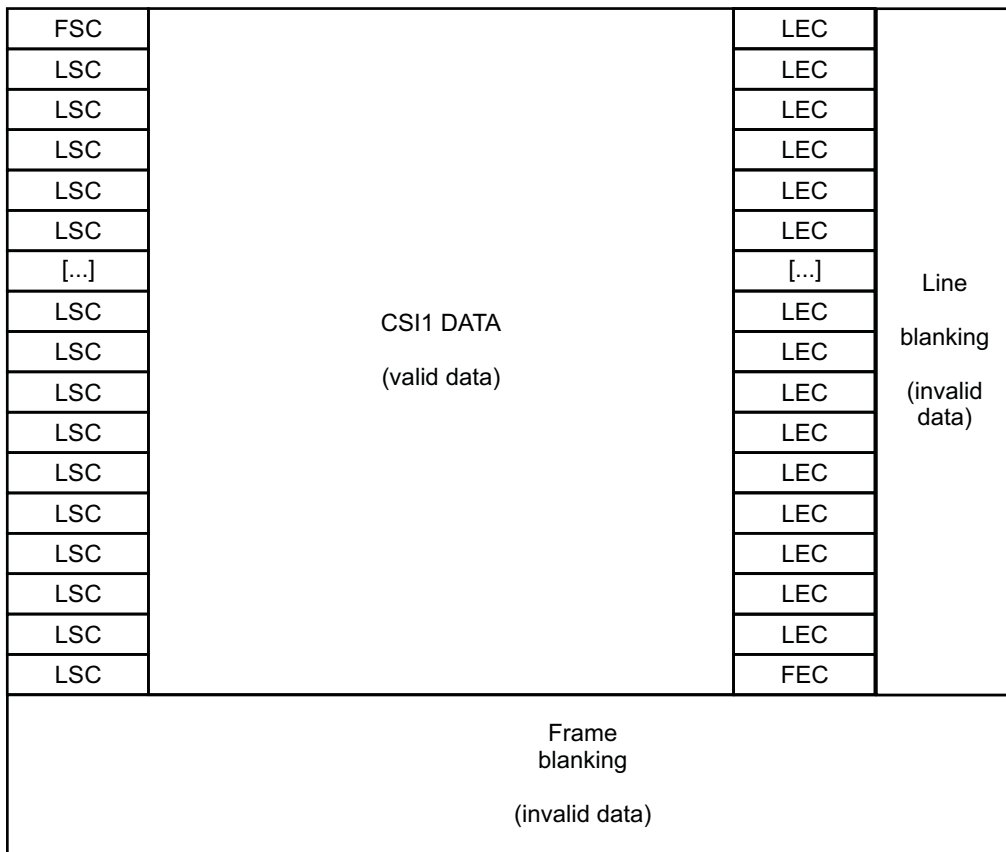 FSC LEC
LSC LEC
LSC LEC
LSC LEC
LSC LEC
LSC LEC
[...] [...]
LSC LEC
LSC LEC
LSC LEC
LSC LEC
LSC LEC
LSC LEC
LSC LEC
LSC LEC
LSC LEC
LSC FEC
CSI1 DATA
(valid data)
Line
blanking
(invalid
data)
Frame
blanking
(invalid data)